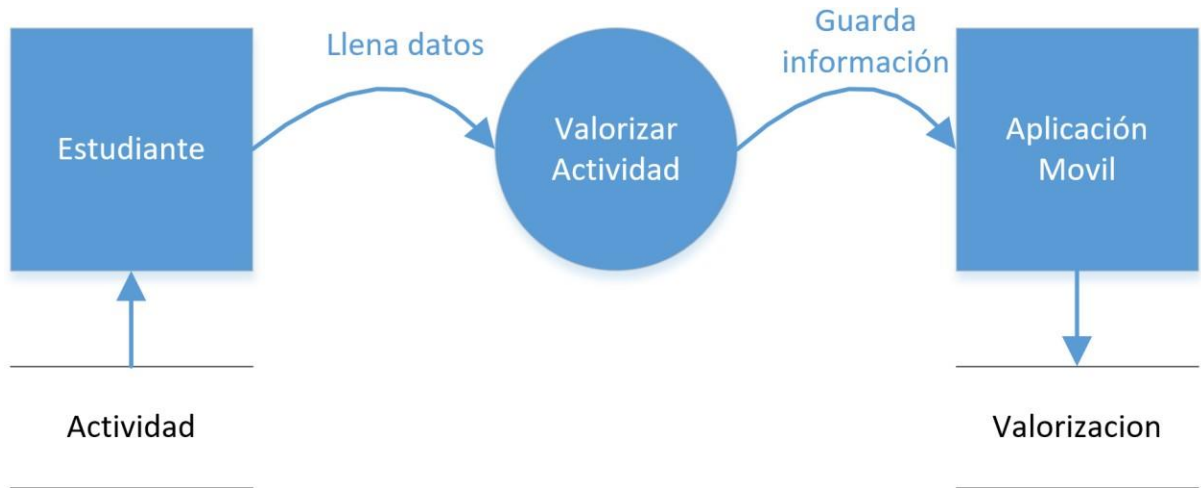 Llena datos
Guarda
información
Estudiante
Valorizar
Actividad
Aplicación
Movil
Actividad
Valorizacion